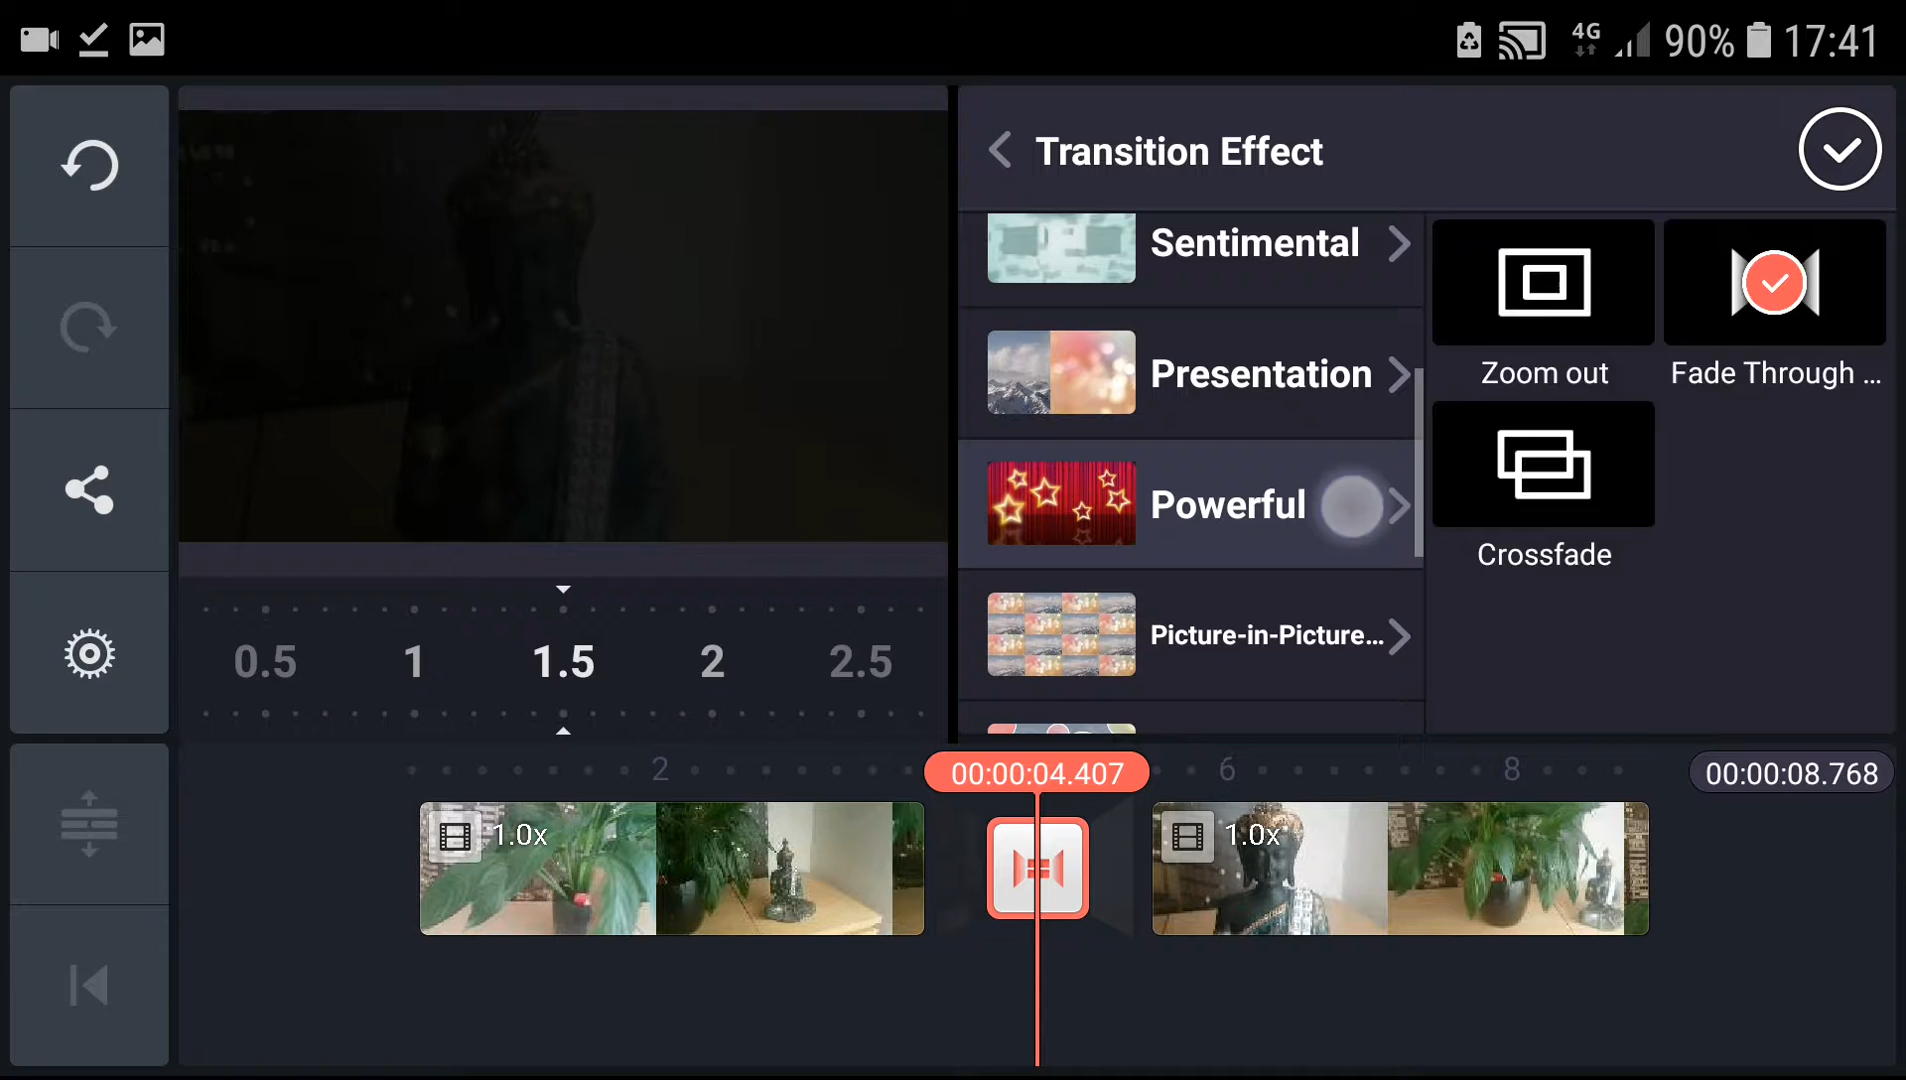 4G 90% 17:41
Transition Effect
Sentimental
Presentation
Powerful
Picture-in-Picture...
Zoom out
Fade Through ...
Crossfade
0.5 1 1.5 2 2.5
2 00:00:04.407 6 8 00:00:08.768
1.0x 1.0x